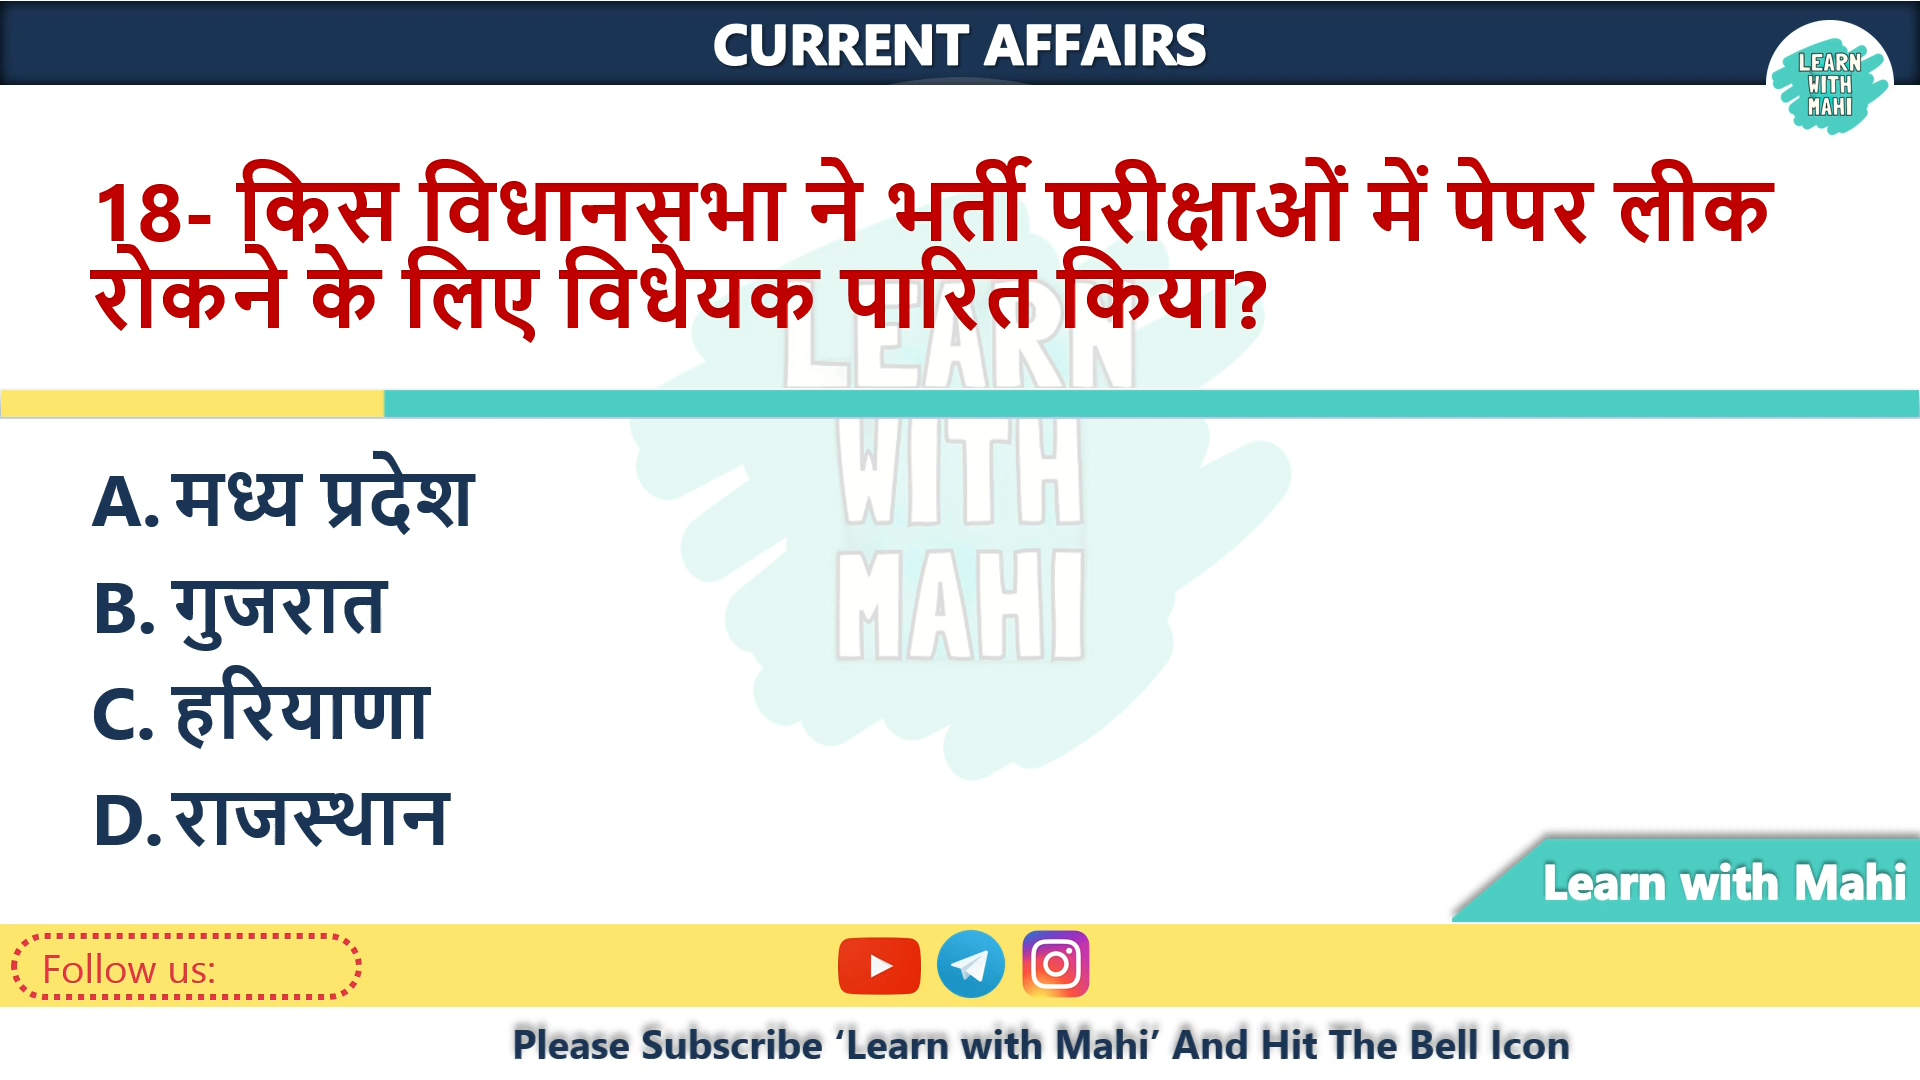 CURRENT AFFAIRS
LEARN
WITH
MAHI
18- किस विधानसभा ने भर्ती परीक्षाओं में पेपर लीक
रोकने के लिए विधेयक पारित किया?
LEARN
WITH
MAHI
A. मध्य प्रदेश
B. गुजरात
C. हरियाणा
D. राजस्थान
Learn with Mahi
Follow us:
Please Subscribe ‘Learn with Mahi’ And Hit The Bell Icon